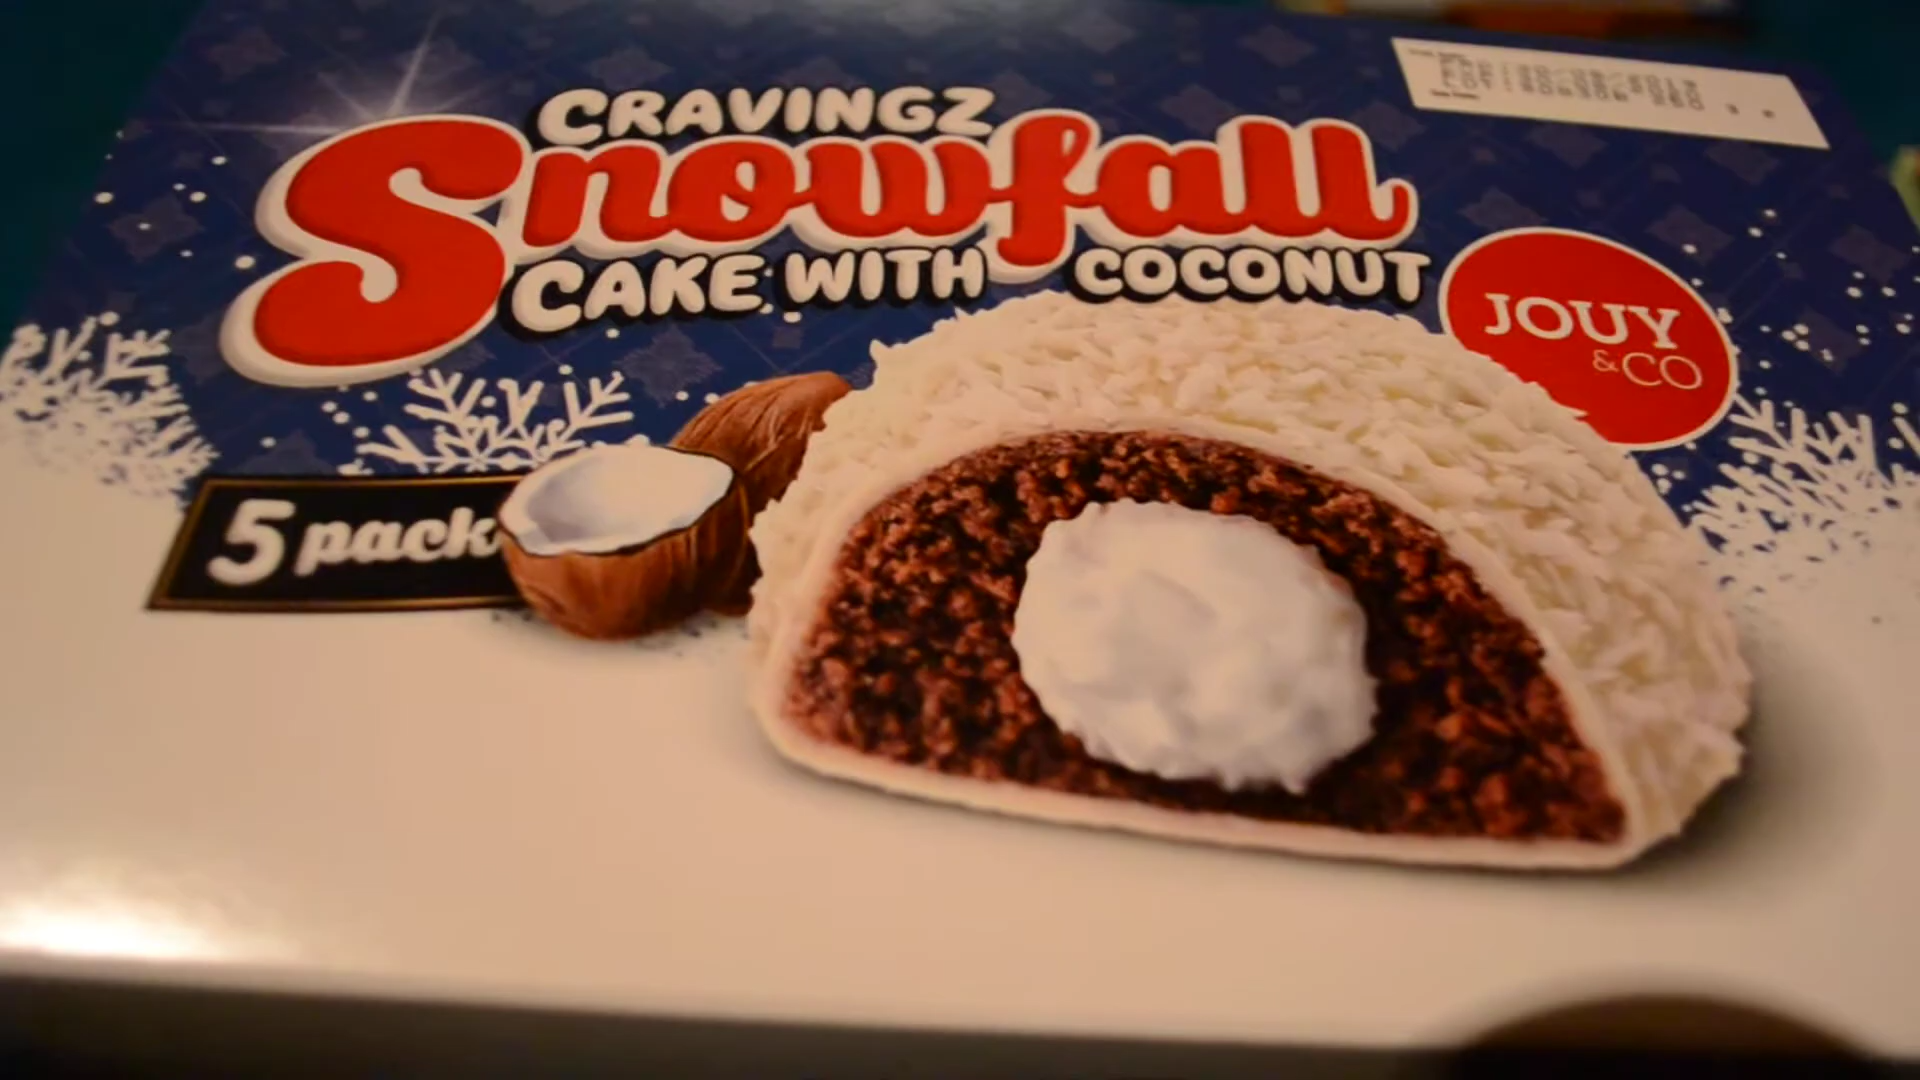 CRAVINGZ
Snowfall
CAKE WITH COCONUT
JOUY
&CO
5 pack